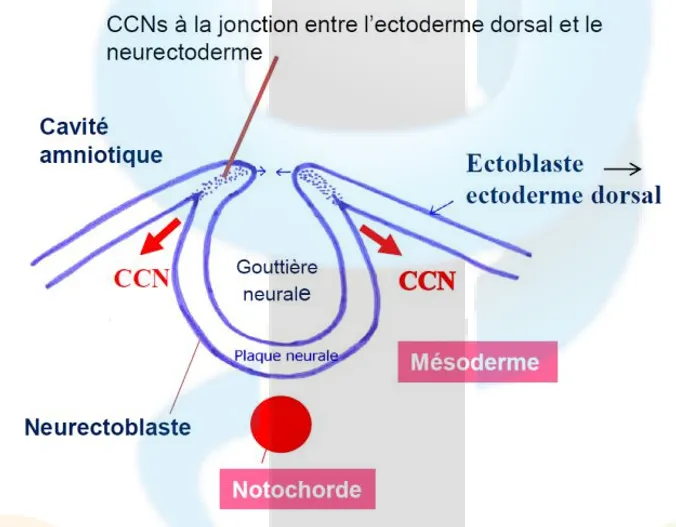 CCNs à la jonction entre l'ectoderme dorsal et le
neurectoderme
Cavité
amniotique
Ectoblaste →
ectoderme dorsal
CCN
Gouttière
neurale
CCN
Plaque neurale
Mésoderme
Neurectoblaste
Notochorde